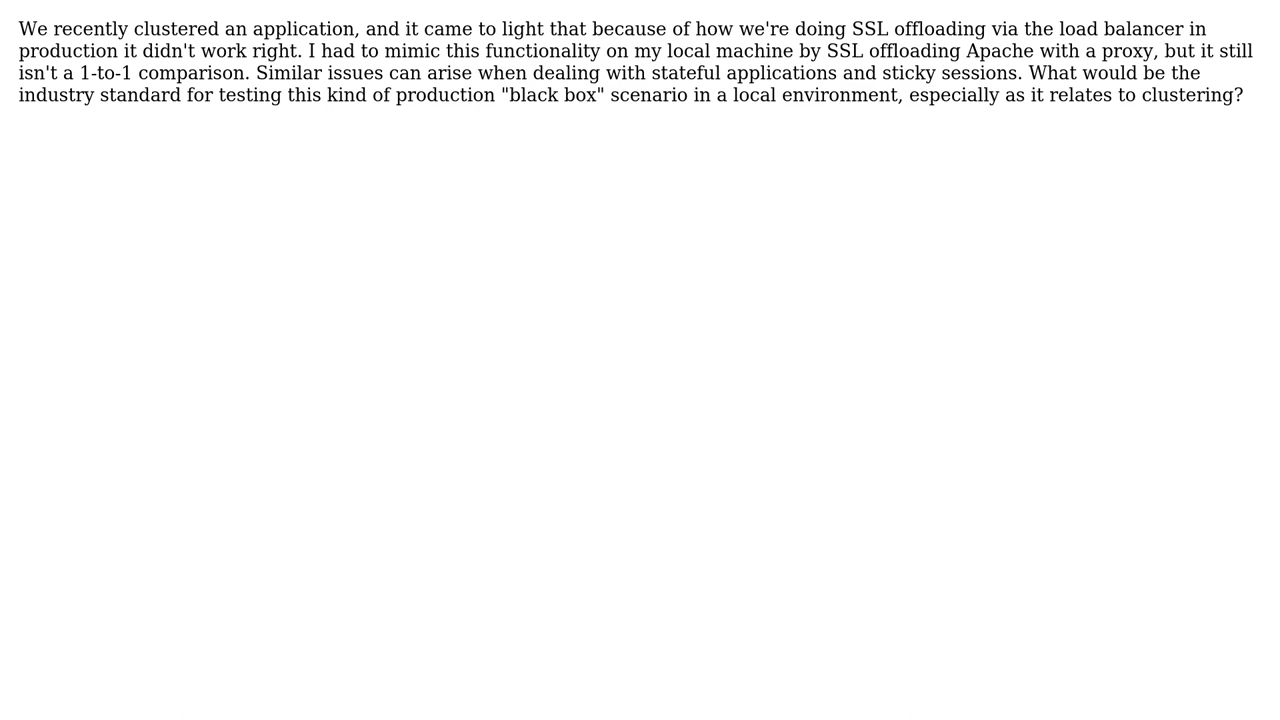 We recently clustered an application, and it came to light that because of how we're doing SSL offloading via the load balancer in
production it didn't work right. I had to mimic this functionality on my local machine by SSL offloading Apache with a proxy, but it still
isn't a 1-to-1 comparison. Similar issues can arise when dealing with stateful applications and sticky sessions. What would be the
industry standard for testing this kind of production "black box" scenario in a local environment, especially as it relates to clustering?